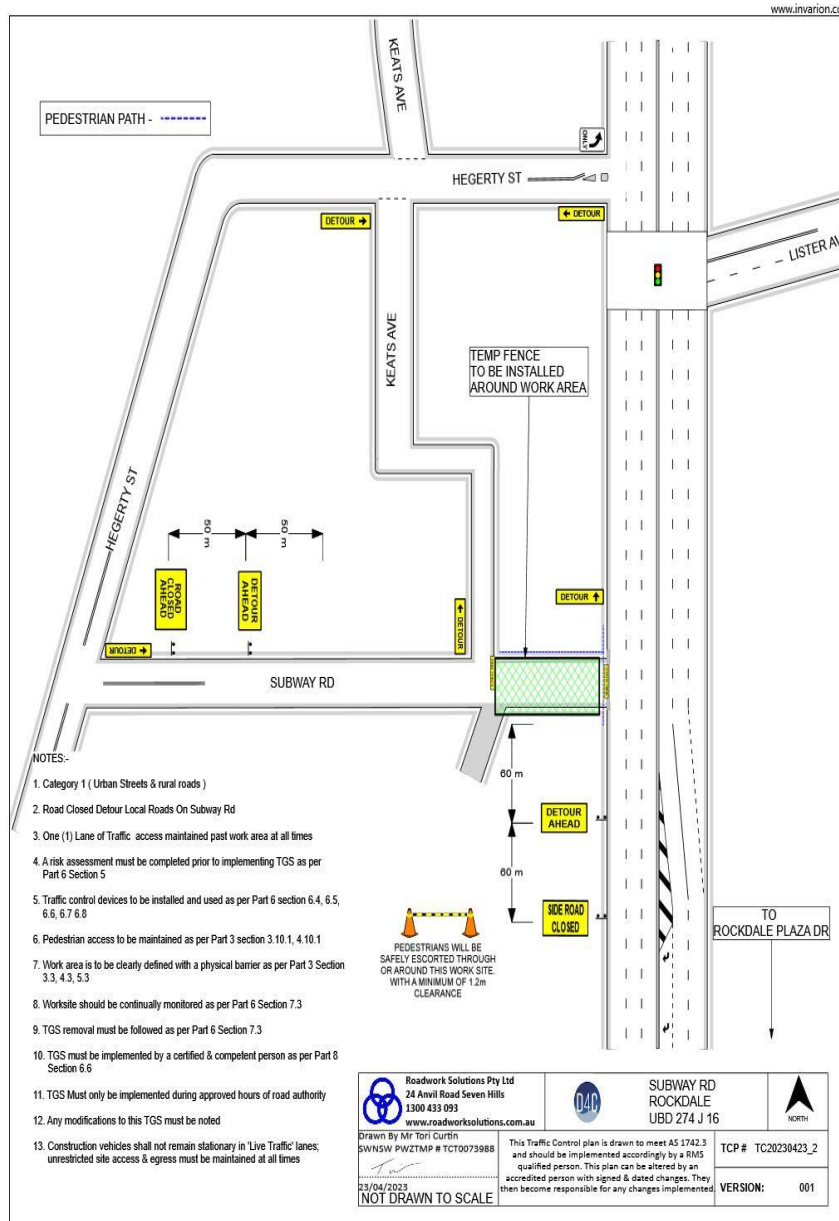 www.invarion.co
KEATS AVE
PEDESTRIAN PATH -
ONLY
HEGERTY ST
DETOUR
DETOUR
LISTER AV
KEATS AVE
TEMP FENCE
TO BE INSTALLED
AROUND WORK AREA
HEGERTY ST
50 m
50 m
ROAD
CLOSED
AHEAD
DETOUR
AHEAD
DETOUR
DETOUR
DETOUR
SUBWAY RD
60 m
DETOUR
AHEAD
60 m
SIDE ROAD
CLOSED
TO
ROCKDALE PLAZA DR
PEDESTRIANS WILL BE
SAFELY ESCORTED THROUGH
OR AROUND THIS WORK SITE.
WITH A MINIMUM OF 1.2m
CLEARANCE
NOTES:-
1. Category 1 ( Urban Streets & rural roads )
2. Road Closed Detour Local Roads On Subway Rd
3. One (1) Lane of Traffic access maintained past work area at all times
4. A risk assessment must be completed prior to implementing TGS as per
Part 6 Section 5
5. Traffic control devices to be installed and used as per Part 6 section 6.4, 6.5,
6.6, 6.7 6.8
6. Pedestrian access to be maintained as per Part 3 section 3.10.1, 4.10.1
7. Work area is to be clearly defined with a physical barrier as per Part 3 Section
3.3, 4.3, 5.3
8. Worksite should be continually monitored as per Part 6 Section 7.3
9. TGS removal must be followed as per Part 6 Section 7.3
10. TGS must be implemented by a certified & competent person as per Part 8
Section 6.6
11. TGS Must only be implemented during approved hours of road authority
12. Any modifications to this TGS must be noted
13. Construction vehicles shall not remain stationary in 'Live Traffic' lanes;
unrestricted site access & egress must be maintained at all times
Roadwork Solutions Pty Ltd
24 Anvil Road Seven Hills
1300 433 093
www.roadworksolutions.com.au
D4C
SUBWAY RD
ROCKDALE
UBD 274 J 16
NORTH
Drawn By Mr Tori Curtin
SWNSW PWZTMP # TCT0073988
23/04/2023
NOT DRAWN TO SCALE
This Traffic Control plan is drawn to meet AS 1742.3
and should be implemented accordingly by a RMS
qualified person. This plan can be altered by an
accredited person with signed & dated changes. They
then become responsible for any changes implemented.
TCP # TC20230423_2
VERSION: 001